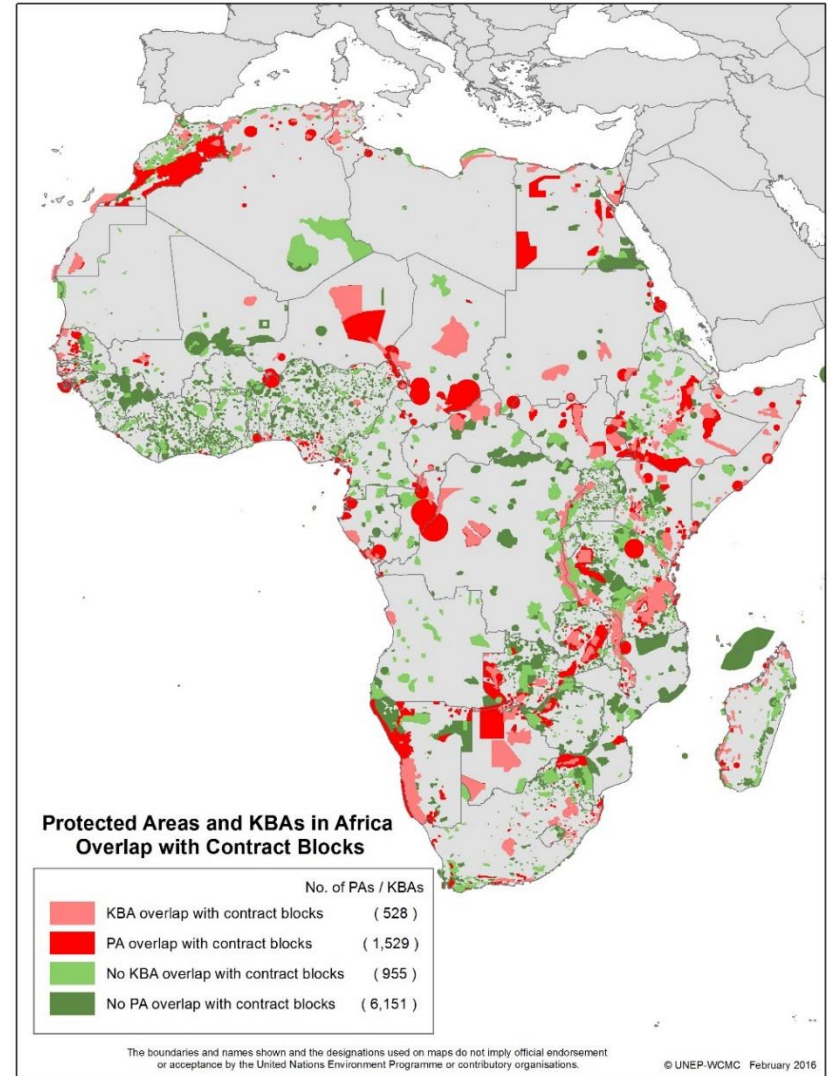 Protected Areas and KBAs in Africa
Overlap with Contract Blocks
No. of PAs / KBAs
KBA overlap with contract blocks ( 528 )
PA overlap with contract blocks ( 1,529 )
No KBA overlap with contract blocks ( 955 )
No PA overlap with contract blocks ( 6,151 )
The boundaries and names shown and the designations used on maps do not imply official endorsement
or acceptance by the United Nations Environment Programme or contributory organisations.
© UNEP-WCMC February 2016